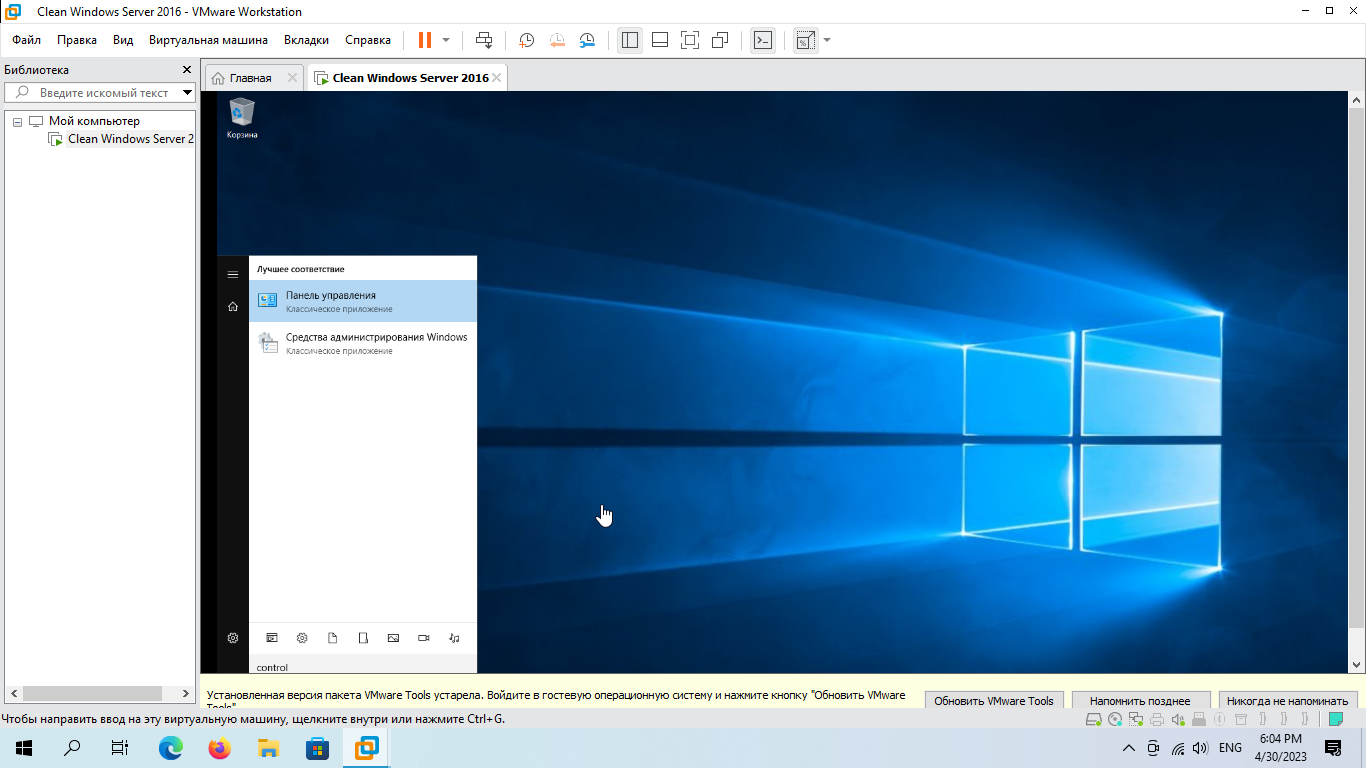 Clean Windows Server 2016 - VMware Workstation
Файл Правка Вид Виртуальная машина Вкладки Справка
Библиотека
Введите искомый текст
Мой компьютер
Clean Windows Server 2
Главная
Clean Windows Server 2016
Корзина
Лучшее соответствие
Панель управления
Классическое приложение
Средства администрирования Windows
Классическое приложение
control
Установленная версия пакета VMware Tools устарела. Войдите в гостевую операционную систему и нажмите кнопку "Обновить VMware
Tools".
Обновить VMware Tools
Напомнить позднее
Никогда не напоминать
Чтобы направить ввод на эту виртуальную машину, щелкните внутри или нажмите Ctrl+G.
ENG
6:04 PM
4/30/2023